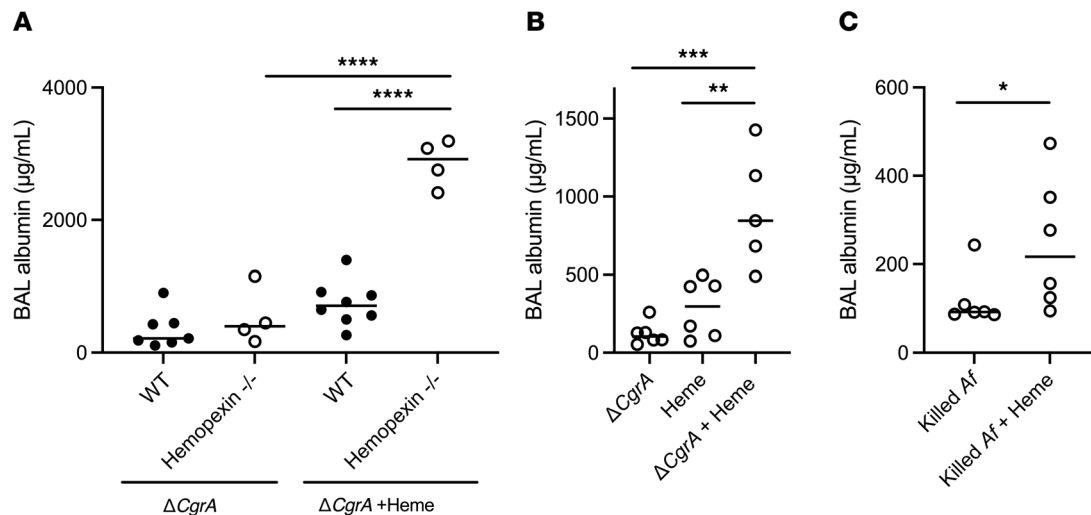 A
BAL albumin (µg/mL)
4000
2000
0
****
****
WT
Hemopexin -/-
WT
Hemopexin -/-
ΔCgrA
ΔCgrA +Heme
B
BAL albumin (µg/mL)
1500
1000
500
0
***
**
ΔCgrA
Heme
ΔCgrA + Heme
C
BAL albumin (µg/mL)
600
400
200
0
*
Killed Af
Killed Af + Heme